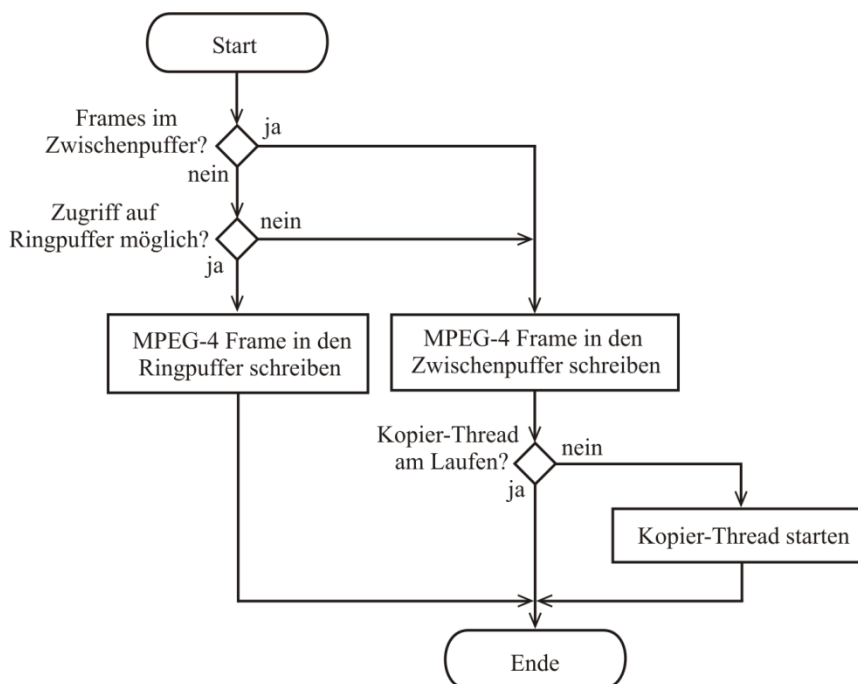 Start
Frames im
Zwischenpuffer?
ja
nein
Zugriff auf
Ringpuffer möglich?
nein
ja
MPEG-4 Frame in den
Ringpuffer schreiben
MPEG-4 Frame in den
Zwischenpuffer schreiben
Kopier-Thread
am Laufen?
nein
ja
Kopier-Thread starten
Ende